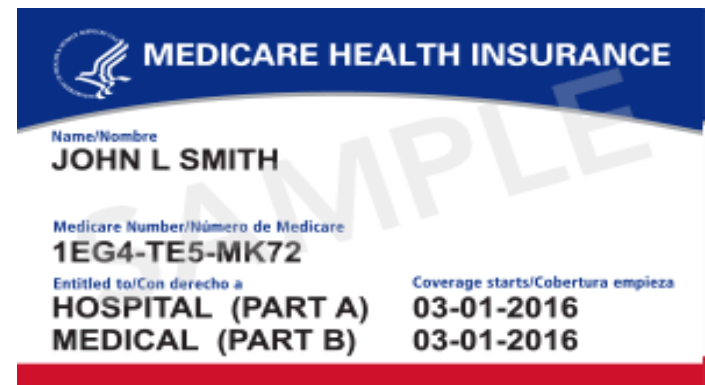 MEDICARE HEALTH INSURANCE
SAMPLE
Name/Nombre
JOHN L SMITH
Medicare Number/Número de Medicare
1EG4-TE5-MK72
Entitled to/Con derecho a
Coverage starts/Cobertura empieza
HOSPITAL (PART A) 03-01-2016
MEDICAL (PART B) 03-01-2016